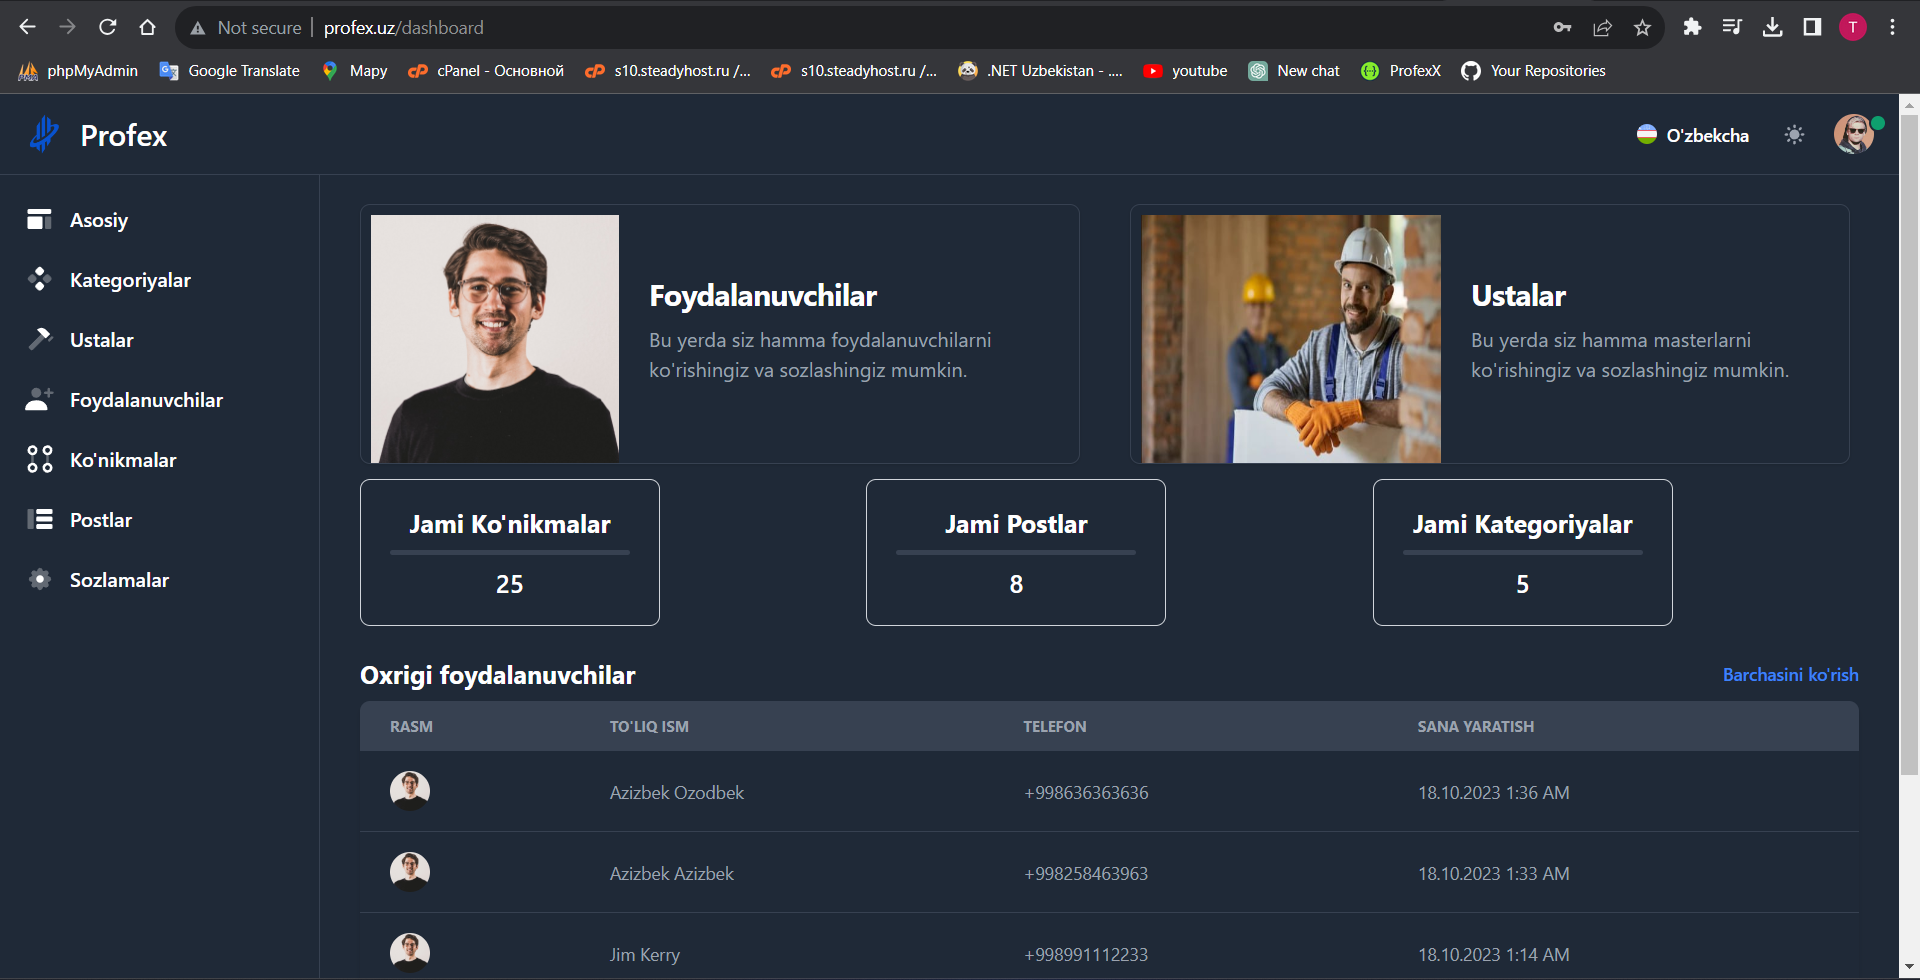 Not secure
profex.uz/dashboard
T
phpMyAdmin
Google Translate
Mapy
cPanel - Основной
s10.steadyhost.ru /...
s10.steadyhost.ru /...
.NET Uzbekistan - ....
youtube
New chat
ProfexX
Your Repositories
Profex
O'zbekcha
Asosiy
Kategoriyalar
Ustalar
Foydalanuvchilar
Ko'nikmalar
Postlar
Sozlamalar
Foydalanuvchilar
Bu yerda siz hamma foydalanuvchilarni
ko'rishingiz va sozlashingiz mumkin.
Ustalar
Bu yerda siz hamma masterlarni
ko'rishingiz va sozlashingiz mumkin.
Jami Ko'nikmalar
25
Jami Postlar
8
Jami Kategoriyalar
5
Oxrigi foydalanuvchilar
Barchasini ko'rish
RASM TO'LIQ ISM TELEFON SANA YARATISH
Azizbek Ozodbek +998636363636 18.10.2023 1:36 AM
Azizbek Azizbek +998258463963 18.10.2023 1:33 AM
Jim Kerry +998991112233 18.10.2023 1:14 AM